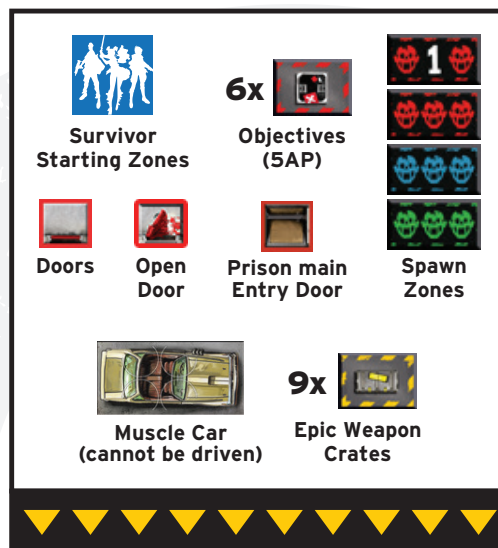 1
6x
Survivor
Starting Zones
Objectives
(5AP)
Doors
Open
Door
Prison main
Entry Door
Spawn
Zones
9x
Muscle Car
(cannot be driven)
Epic Weapon
Crates